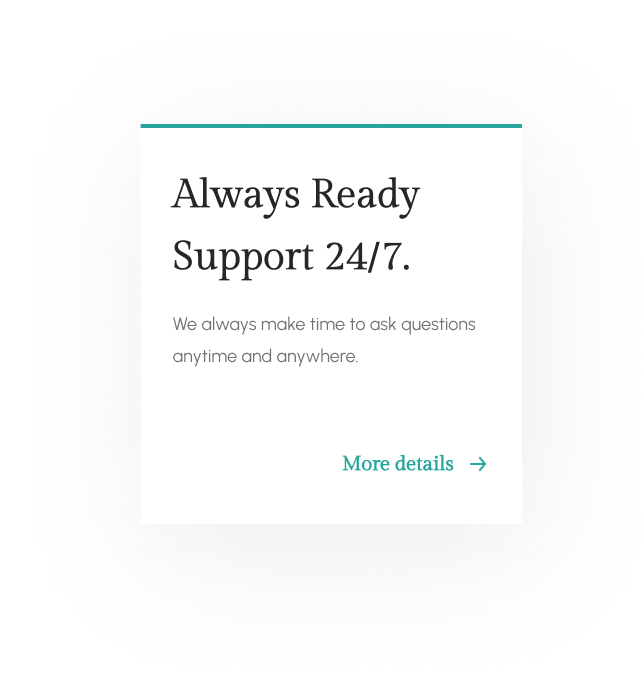 Always Ready
Support 24/7.
We always make time to ask questions
anytime and anywhere.
More details